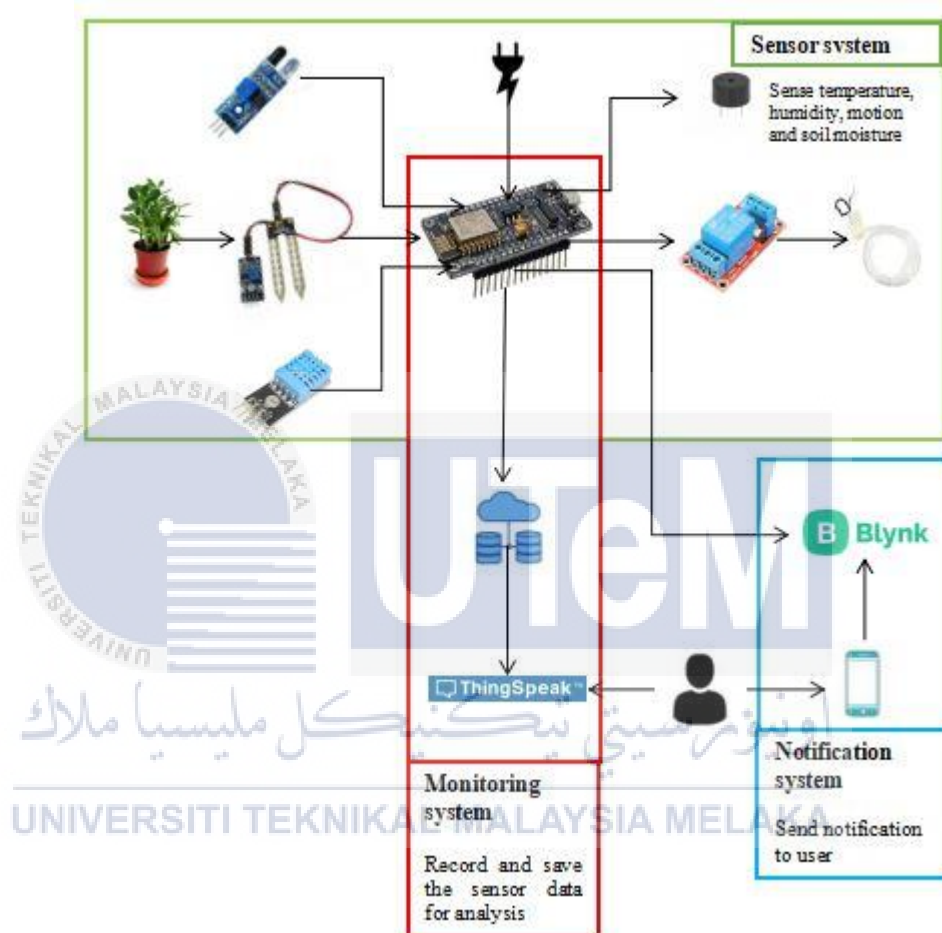 Sensor system
Sense temperature,
humidity, motion
and soil moisture
UNIVERSITI TEKNIKAL MALAYSIA MELAKA
UTeM
B Blynk
ThingSpeak™
اونيۏرسيتي تيكنيكل مليسيا ملاك
Notification
system
Send notification
to user
Monitoring
system
Record and save
the sensor data
for analysis
UNIVERSITI TEKNIKAL MALAYSIA MELAKA